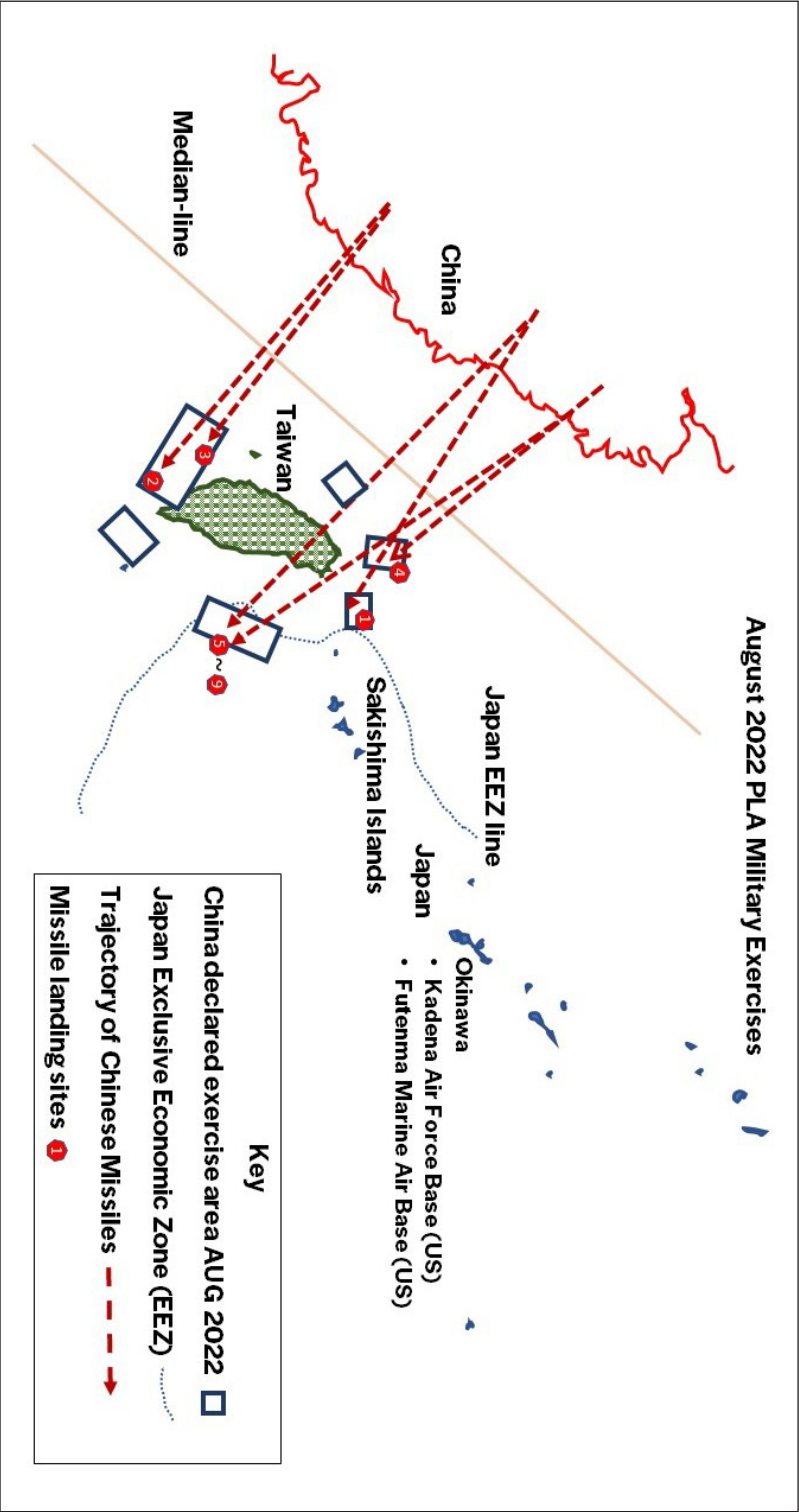 August 2022 PLA Military Exercises
China
Median-line
Taiwan
Japan EEZ line
Sakishima Islands
Japan
Okinawa
• Kadena Air Force Base (US)
• Futenma Marine Air Base (US)
3
2
4
1
5 ~ 9
Key
China declared exercise area AUG 2022
Japan Exclusive Economic Zone (EEZ)
Trajectory of Chinese Missiles
Missile landing sites 1